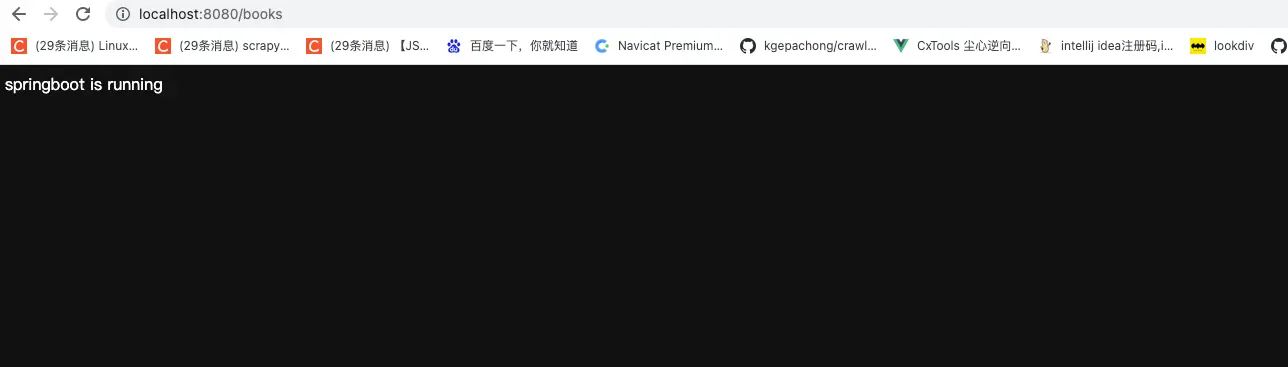 localhost:8080/books
(29条消息) Linux... (29条消息) scrapy... (29条消息) 【JS... 百度一下，你就知道 Navicat Premium... kgepachong/crawl... CxTools 尘心逆向... intellij idea注册码,i... lookdiv
springboot is running